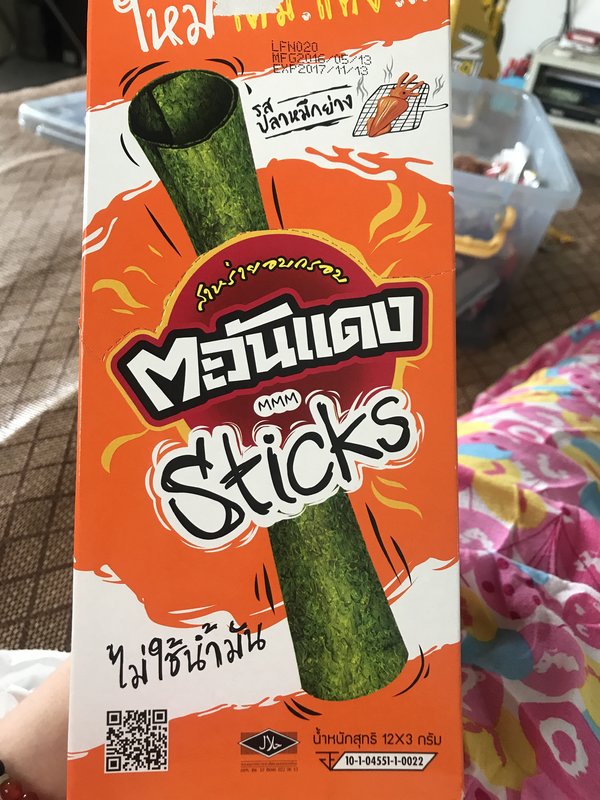 ใหม่
LFN020
MFG2016/05/13
EXP2017/11/13
รส
ปลาหมึกย่าง
สาหร่ายอบกรอบ
ตะวันแดง
MMM
Sticks
ไม่ใช้น้ำมัน
JYL
น้ำหนักสุทธิ 12X3 กรัม
10-1-04551-1-0022